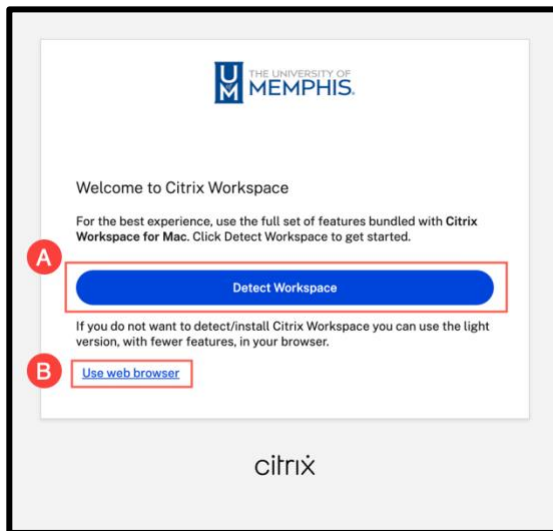 UM THE UNIVERSITY OF
MEMPHIS.
Welcome to Citrix Workspace
For the best experience, use the full set of features bundled with Citrix
Workspace for Mac. Click Detect Workspace to get started.
A
Detect Workspace
If you do not want to detect/install Citrix Workspace you can use the light
version, with fewer features, in your browser.
B Use web browser
citrix